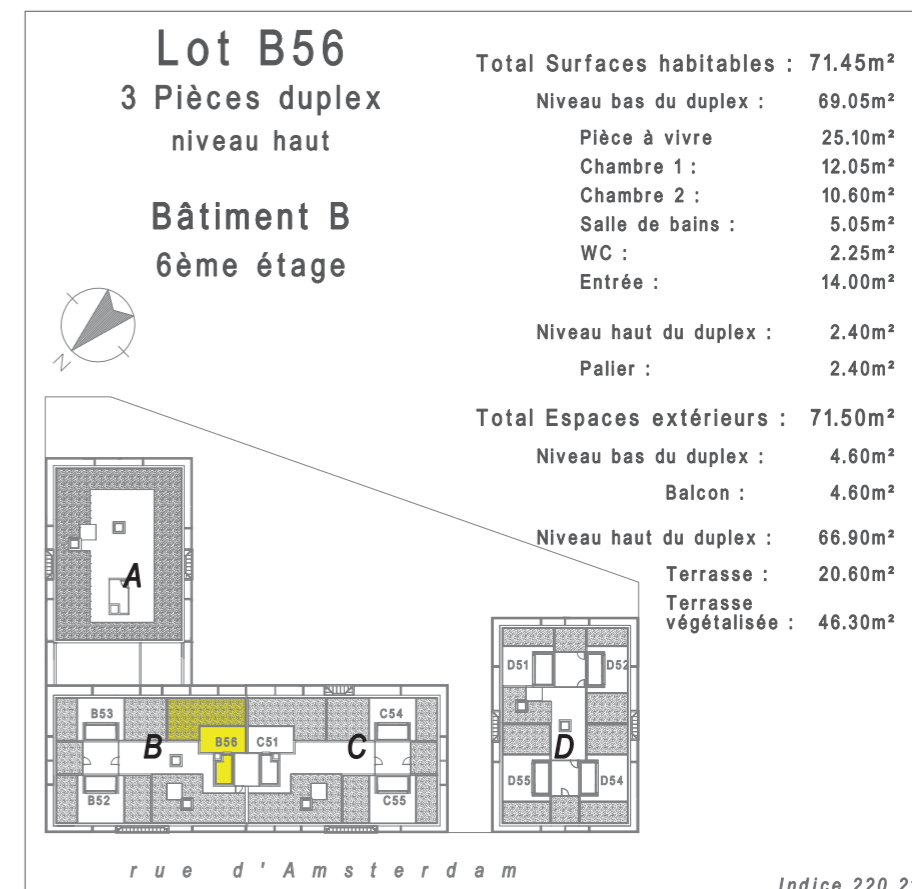 Lot B56
3 Pièces duplex
niveau haut
Bâtiment B
6ème étage
N
Total Surfaces habitables : 71.45m²
Niveau bas du duplex : 69.05m²
Pièce à vivre 25.10m²
Chambre 1 : 12.05m²
Chambre 2 : 10.60m²
Salle de bains : 5.05m²
WC : 2.25m²
Entrée : 14.00m²
Niveau haut du duplex : 2.40m²
Palier : 2.40m²
Total Espaces extérieurs : 71.50m²
Niveau bas du duplex : 4.60m²
Balcon : 4.60m²
Niveau haut du duplex : 66.90m²
Terrasse : 20.60m²
Terrasse
végétalisée : 46.30m²
A
D51 D52
B53 C54
B B56 C51 C D
D55 D54
B52 C55
rue d'Amsterdam
Indice 220.2